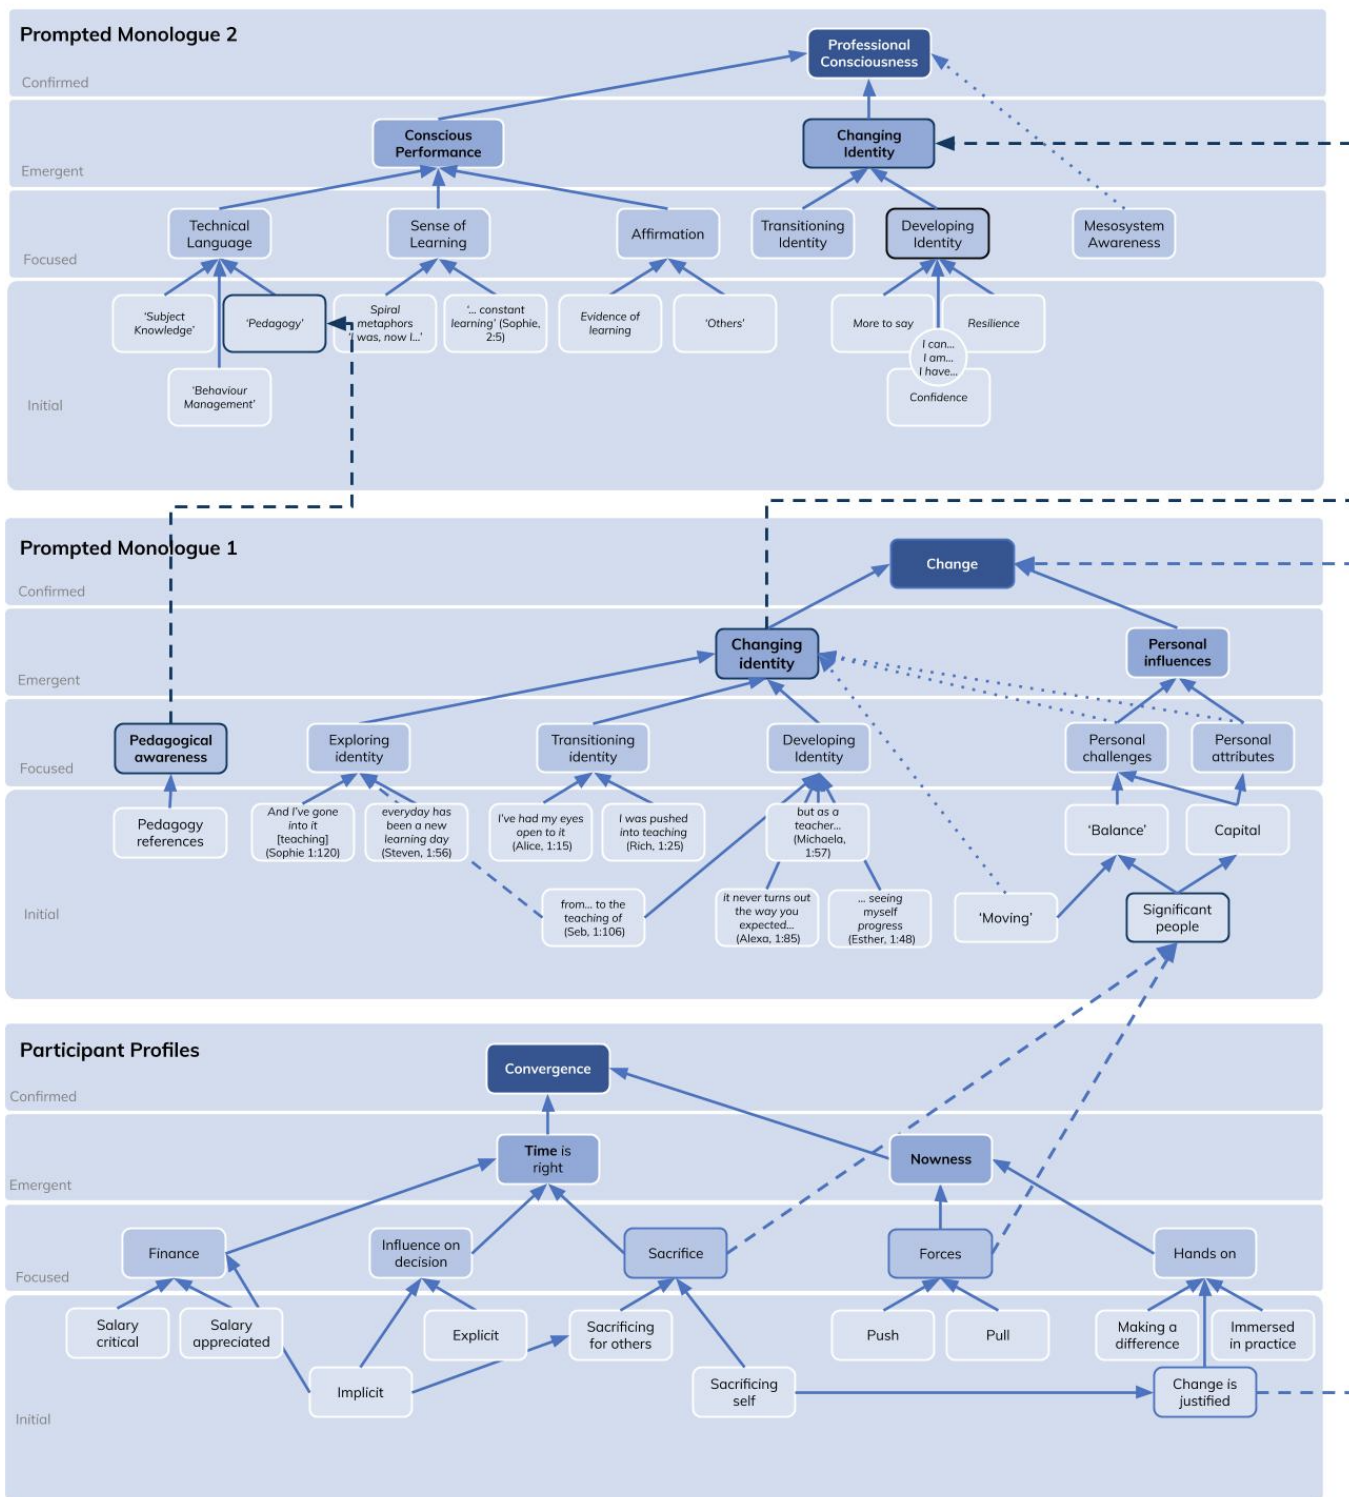 Prompted Monologue 2
Professional
Consciousness
Confirmed
Conscious
Performance
Changing
Identity
Emergent
Technical
Language
Sense of
Learning
Affirmation
Transitioning
Identity
Developing
Identity
Mesosystem
Awareness
Focused
'Subject
Knowledge'
'Pedagogy'
Spiral
metaphors
'I was, now I...'
'... constant
learning' (Sophie,
2:5)
Evidence of
learning
'Others'
More to say
Resilience
I can...
I am...
I have...
'Behaviour
Management'
Confidence
Initial
Prompted Monologue 1
Change
Confirmed
Changing
identity
Personal
influences
Emergent
Pedagogical
awareness
Exploring
identity
Transitioning
identity
Developing
Identity
Personal
challenges
Personal
attributes
Focused
Pedagogy
references
And I've gone
into it
[teaching]
(Sophie 1:120)
everyday has
been a new
learning day
(Steven, 1:56)
I've had my eyes
open to it
(Alice, 1:15)
I was pushed
into teaching
(Rich, 1:25)
but as a
teacher...
(Michaela,
1:57)
'Balance'
Capital
from... to the
teaching of
(Seb, 1:106)
it never turns out
the way you
expected...
(Alexa, 1:85)
... seeing
myself
progress
(Esther, 1:48)
'Moving'
Significant
people
Initial
Participant Profiles
Convergence
Confirmed
Time is
right
Nowness
Emergent
Finance
Influence on
decision
Sacrifice
Forces
Hands on
Focused
Salary
critical
Salary
appreciated
Explicit
Sacrificing
for others
Push
Pull
Making a
difference
Immersed
in practice
Implicit
Sacrificing
self
Change is
justified
Initial